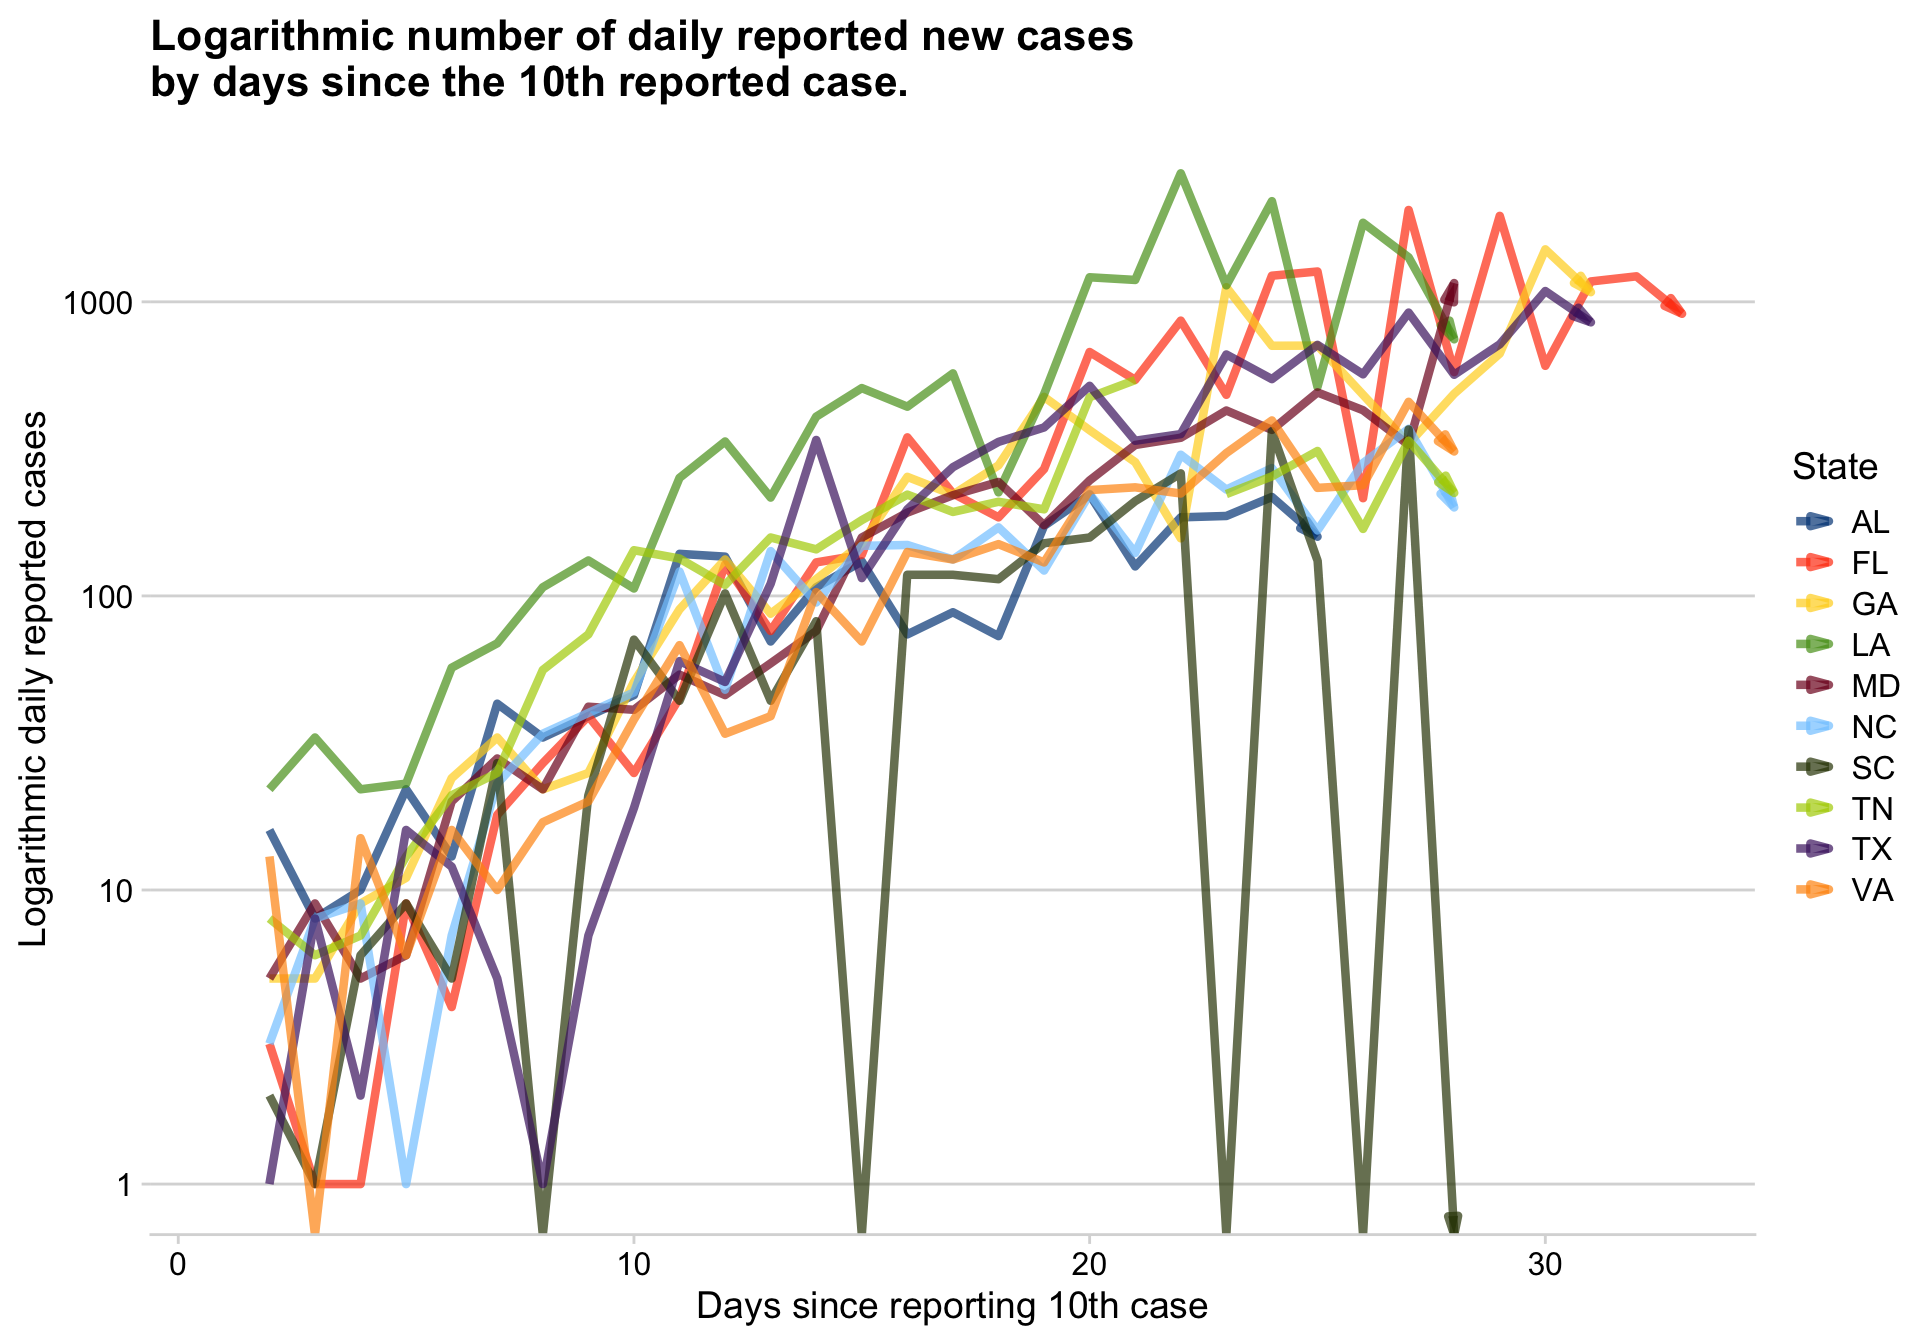 Logarithmic number of daily reported new cases
by days since the 10th reported case.
Logarithmic daily reported cases
1000
100
10
1
0
10
20
30
Days since reporting 10th case
State
AL
FL
GA
LA
MD
NC
SC
TN
TX
VA